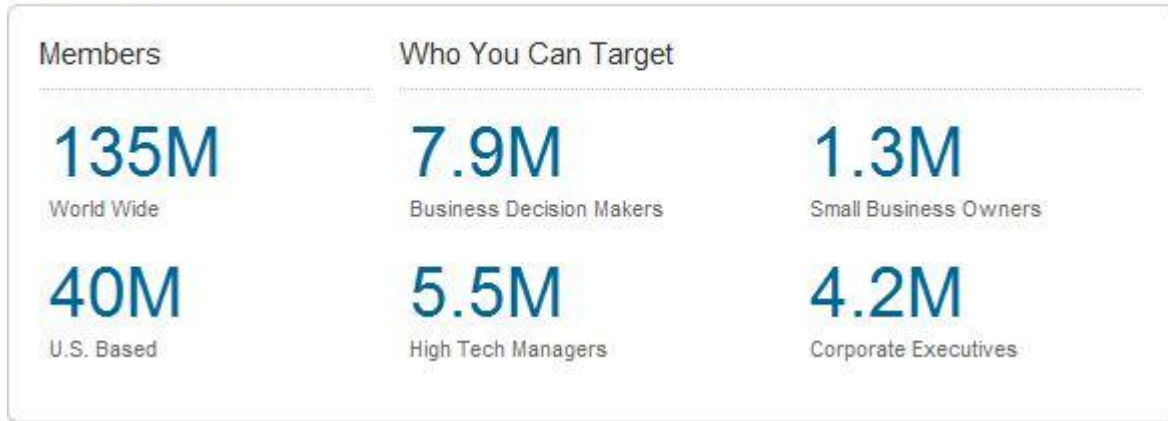 Members
Who You Can Target
135M
World Wide
7.9M
Business Decision Makers
1.3M
Small Business Owners
40M
U.S. Based
5.5M
High Tech Managers
4.2M
Corporate Executives